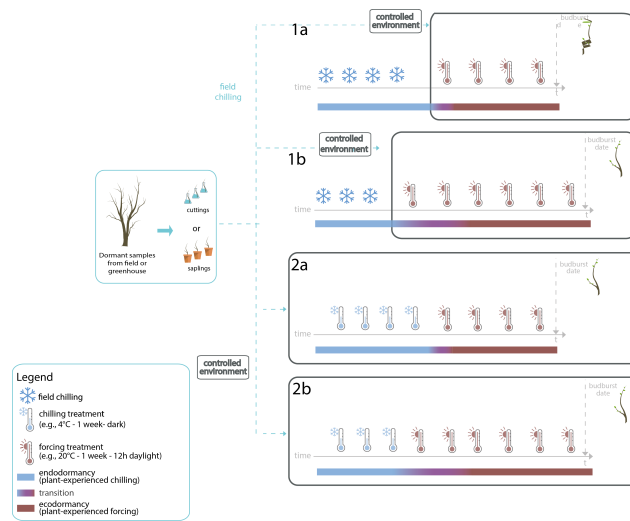 1a
controlled
environment
budburst
field
chilling
time
1b
controlled
environment
budburst
date
time
cuttings
or
saplings
Dormant samples
from field or
greenhouse
2a
budburst
date
time
controlled
environment
2b
budburst
date
time
Legend
field chilling
chilling treatment
(e.g., 4°C - 1 week- dark)
forcing treatment
(e.g., 20°C - 1 week - 12h daylight)
endodormancy
(plant-experienced chilling)
transition
ecodormancy
(plant-experienced forcing)